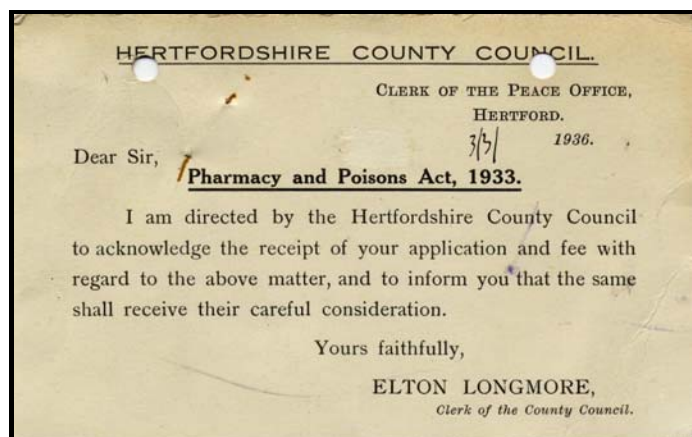 HERTFORDSHIRE COUNTY COUNCIL.
CLERK OF THE PEACE OFFICE,
HERTFORD.
3/3/ 1936.
Dear Sir,
Pharmacy and Poisons Act, 1933.
I am directed by the Hertfordshire County Council
to acknowledge the receipt of your application and fee with
regard to the above matter, and to inform you that the same
shall receive their careful consideration.
Yours faithfully,
ELTON LONGMORE,
Clerk of the County Council.